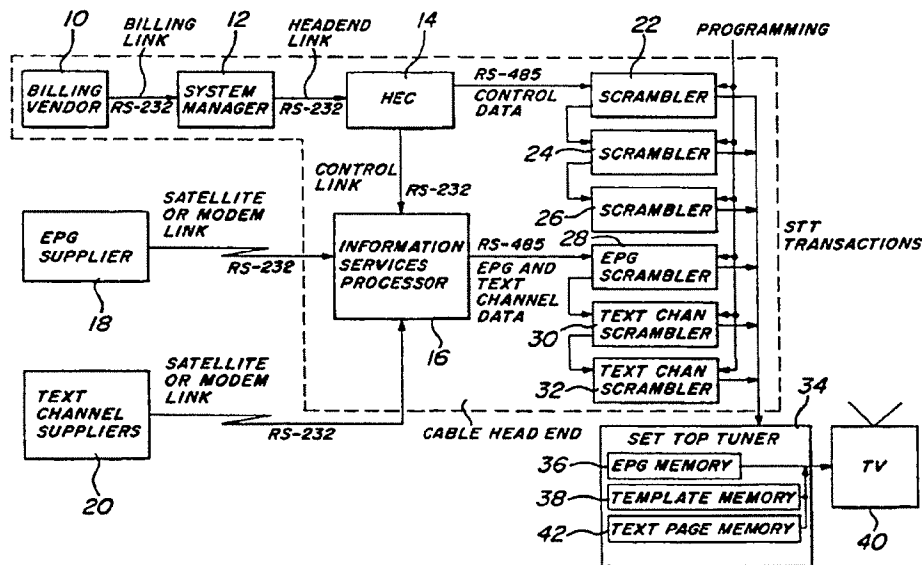 10
BILLING
LINK
12
HEADEND
LINK
14
22
PROGRAMMING
BILLING
VENDOR
RS-232
SYSTEM
MANAGER
RS-232
HEC
RS-485
CONTROL
DATA
SCRAMBLER
24
SCRAMBLER
CONTROL
LINK
RS-232
26
SCRAMBLER
STT
TRANSACTIONS
SATELLITE
OR MODEM
LINK
EPG
SUPPLIER
18
RS-232
INFORMATION
SERVICES
PROCESSOR
16
RS-485
EPG AND
TEXT
CHANNEL
DATA
28
EPG
SCRAMBLER
30
TEXT CHAN
SCRAMBLER
32
TEXT CHAN
SCRAMBLER
SATELLITE
OR MODEM
LINK
TEXT
CHANNEL
SUPPLIERS
20
RS-232
CABLE HEAD END
34
SET TOP TUNER
36
EPG MEMORY
38
TEMPLATE MEMORY
42
TEXT PAGE MEMORY
TV
40